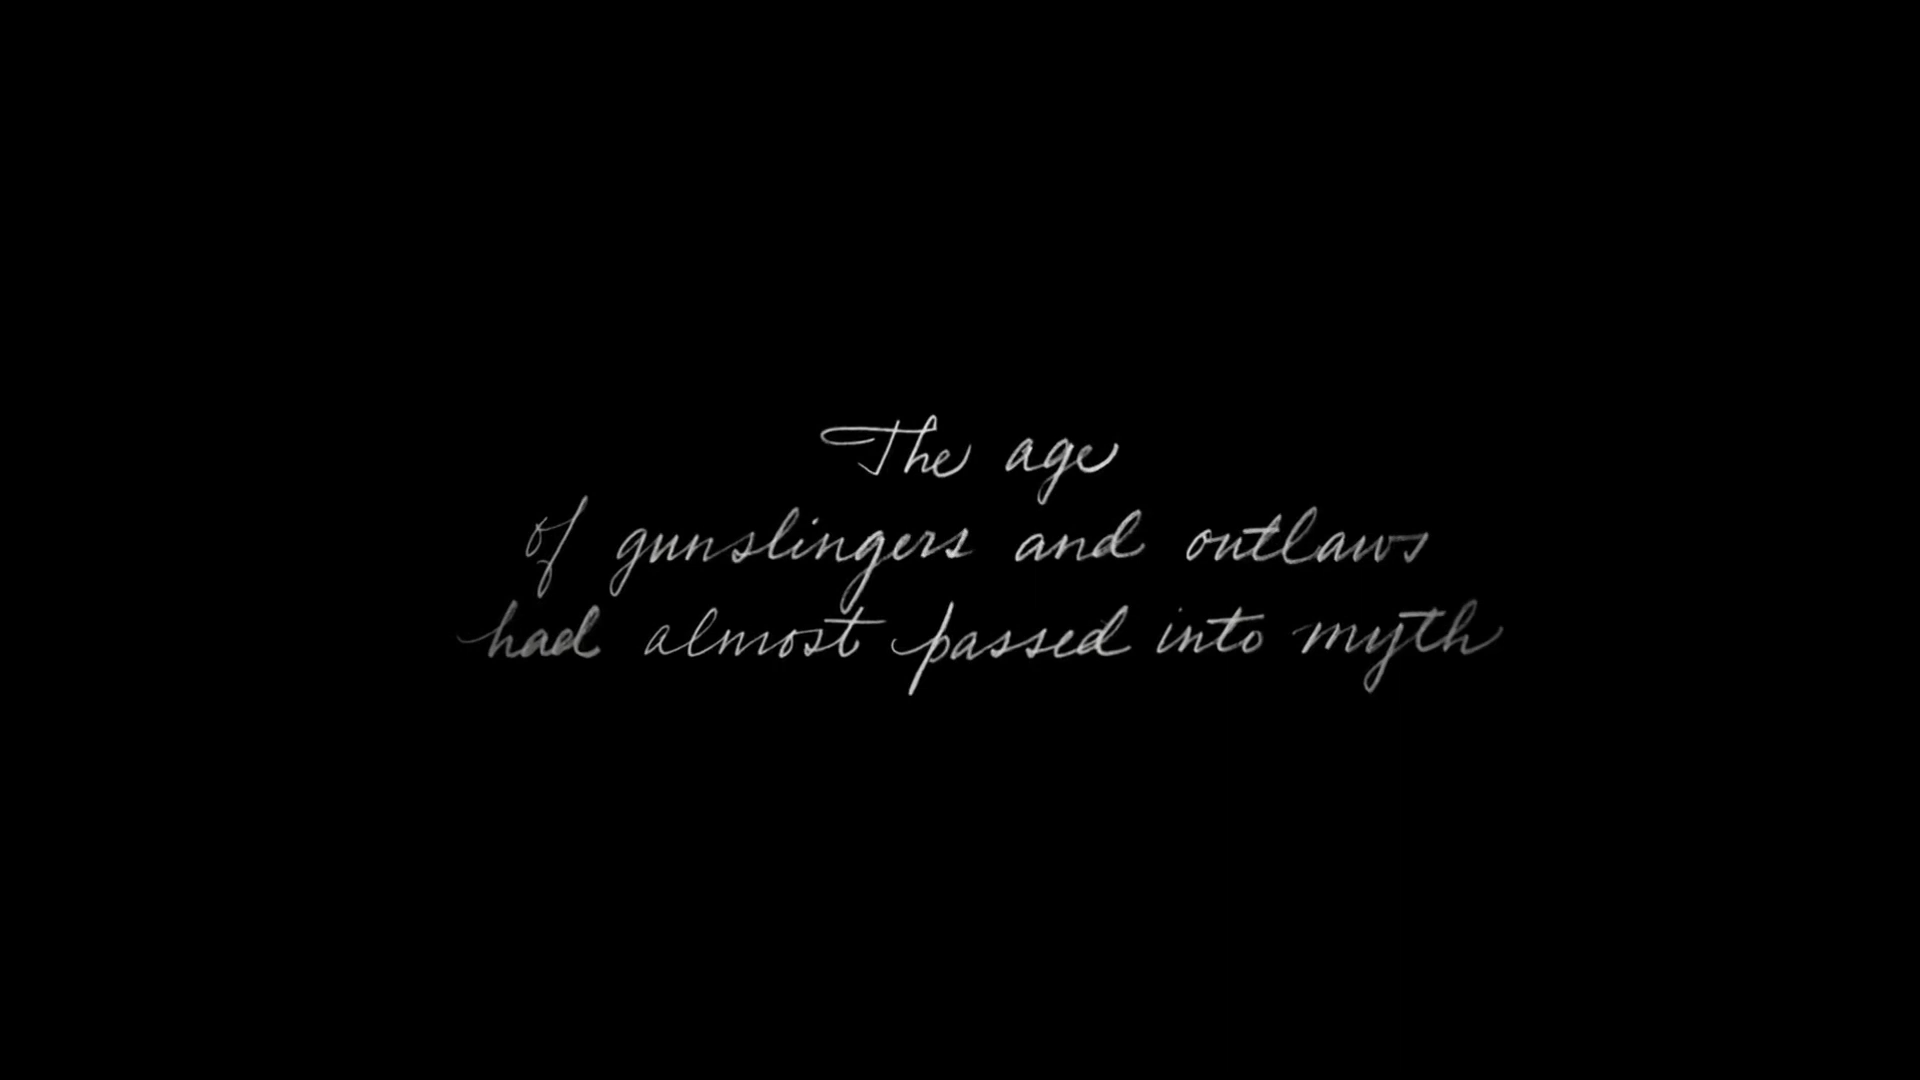 The age
of gunslingers and outlaws
had almost passed into myth